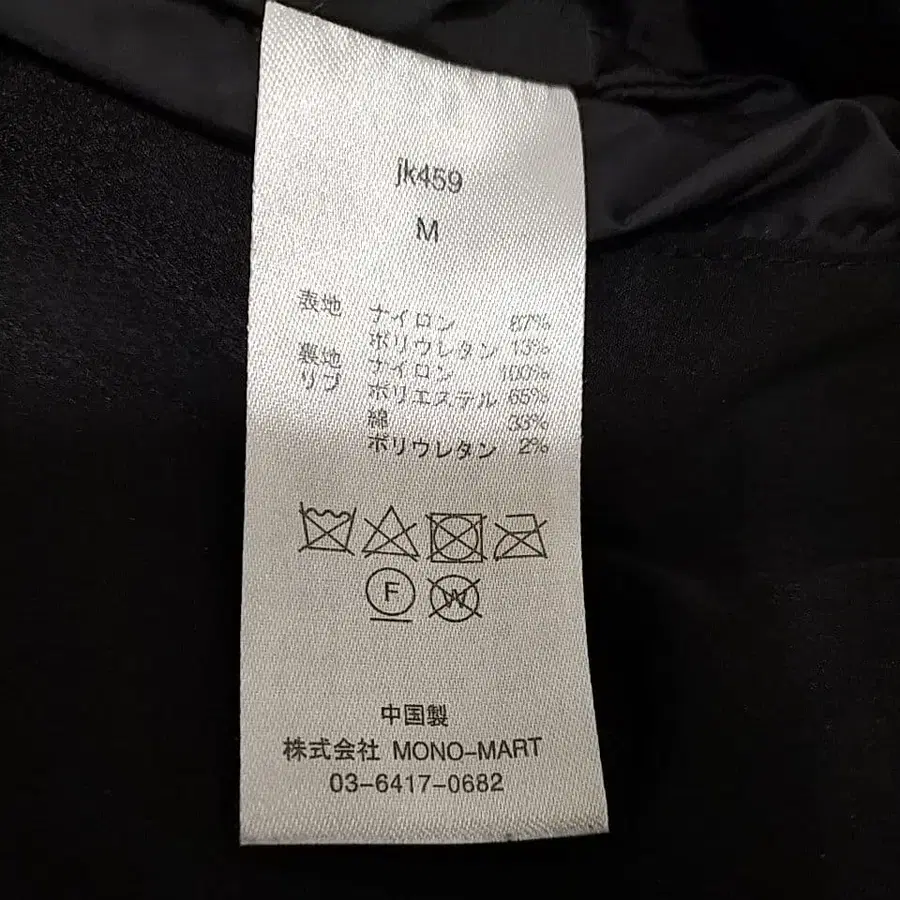 jk459
M
表地 ナイロン 87%
ポリウレタン 13%
裏地 ナイロン 100%
リブ ポリエステル 65%
綿 33%
ポリウレタン 2%
F W
中国製
株式会社 MONO-MART
03-6417-0682